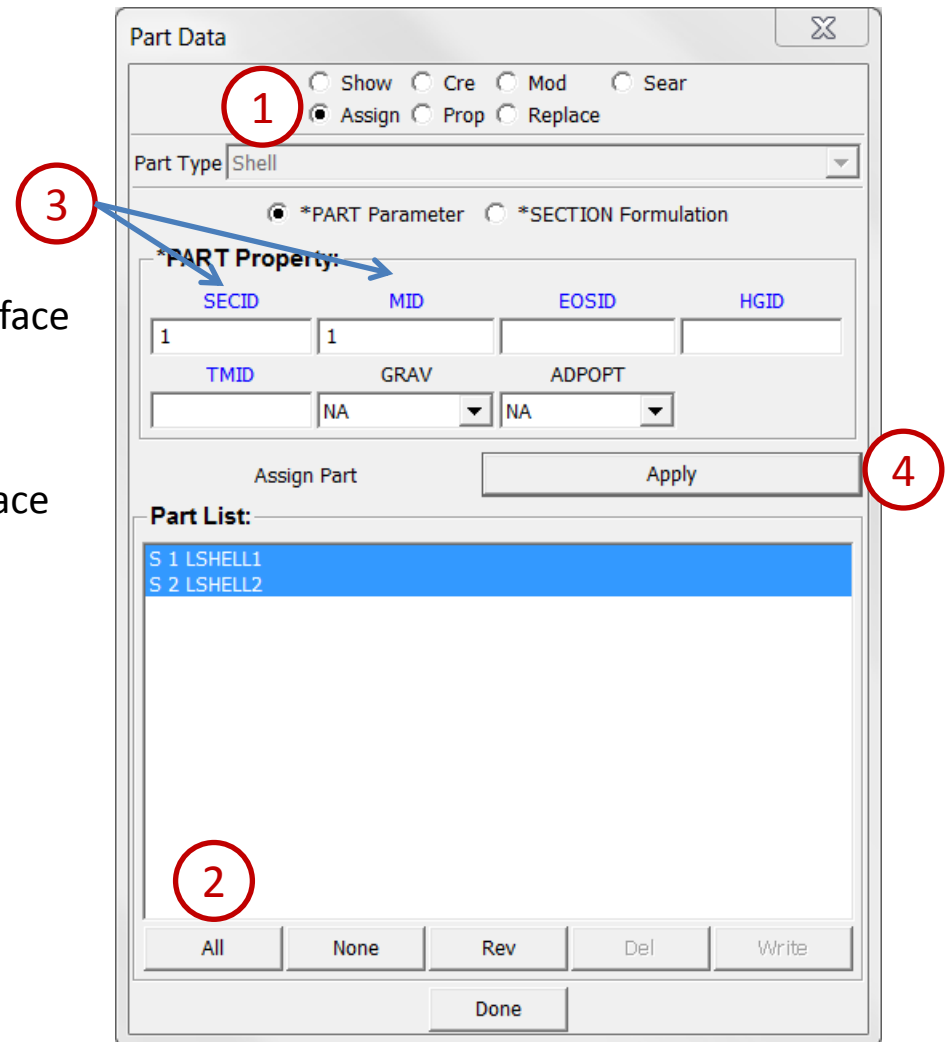 Part Data
Show Cre Mod Sear
1
Assign Prop Replace
Part Type Shell
3
*PART Parameter *SECTION Formulation
*PART Property:
SECID MID EOSID HGID
face
1 1
TMID GRAV ADPOPT
NA NA
Assign Part Apply
4
ace
Part List:
S 1 LSHELL1
S 2 LSHELL2
2
All None Rev Del Write
Done